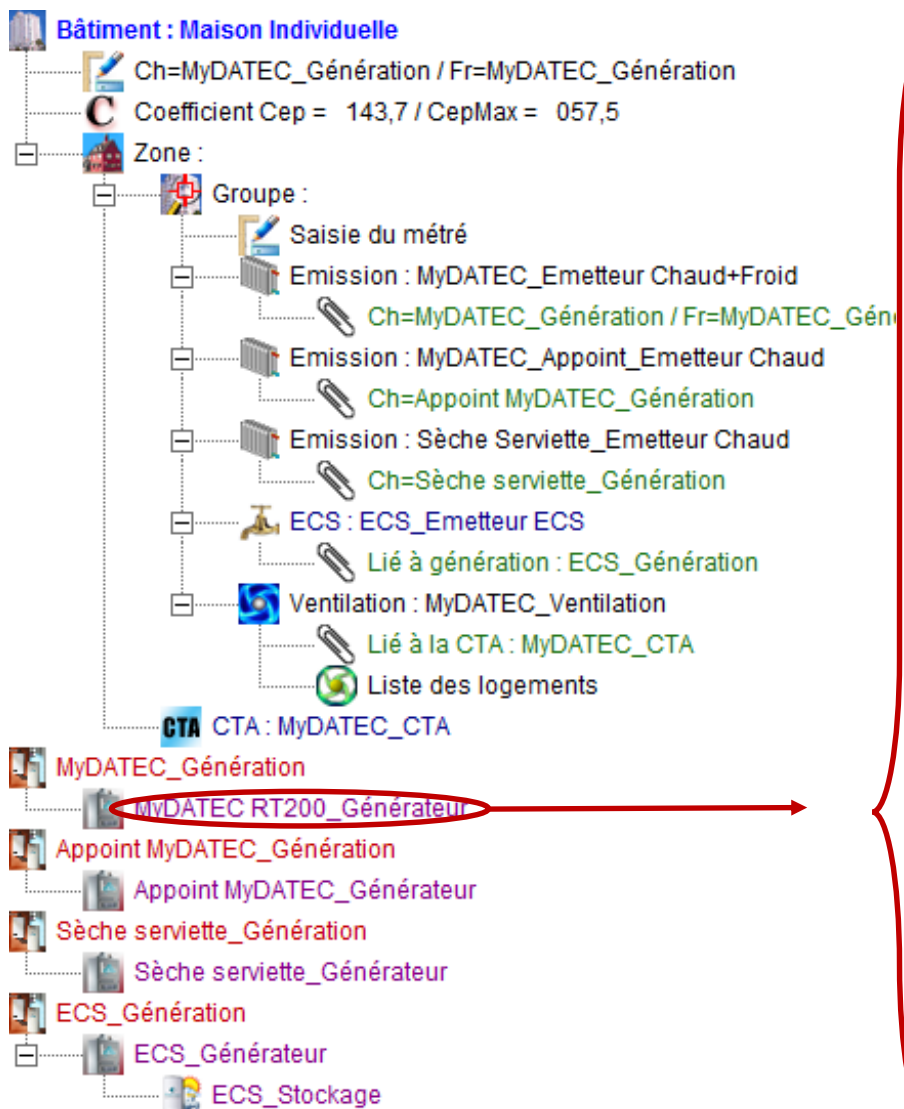 Bâtiment : Maison Individuelle
Ch=MyDATEC_Génération / Fr=MyDATEC_Génération
C Coefficient Cep = 143,7 / CepMax = 057,5
Zone :
Groupe :
Saisie du métré
Emission : MyDATEC_Emetteur Chaud+Froid
Ch=MyDATEC_Génération / Fr=MyDATEC_Géné
Emission : MyDATEC_Appoint_Emetteur Chaud
Ch=Appoint MyDATEC_Génération
Emission : Sèche Serviette_Emetteur Chaud
Ch=Sèche serviette_Génération
ECS : ECS_Emetteur ECS
Lié à génération : ECS_Génération
Ventilation : MyDATEC_Ventilation
Lié à la CTA : MyDATEC_CTA
Liste des logements
CTA CTA : MyDATEC_CTA
MyDATEC_Génération
MyDATEC RT200_Générateur
Appoint MyDATEC_Génération
Appoint MyDATEC_Générateur
Sèche serviette_Génération
Sèche serviette_Générateur
ECS_Génération
ECS_Générateur
ECS_Stockage